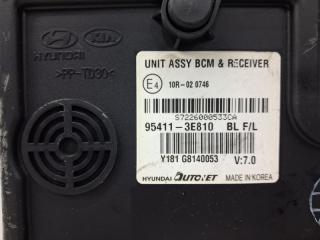 HYUNDAI KIA
>PP-TD30<
UNIT ASSY BCM & RECEIVER
E4 10R-02 0746
S7226000533CA
95411-3E810 BL F/L
Y181 G8140053 V:7.0
HYUNDAI AUTONET MADE IN KOREA